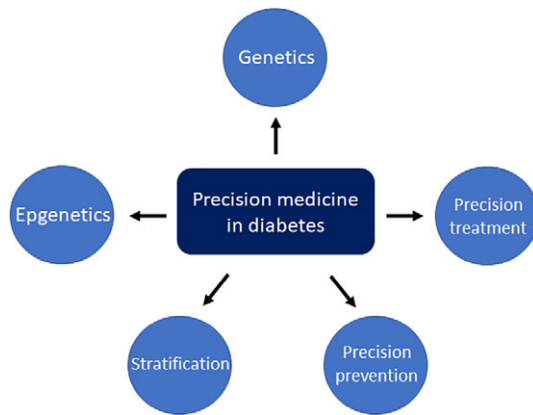 Genetics
Epgenetics
Precision medicine
in diabetes
Precision
treatment
Stratification
Precision
prevention